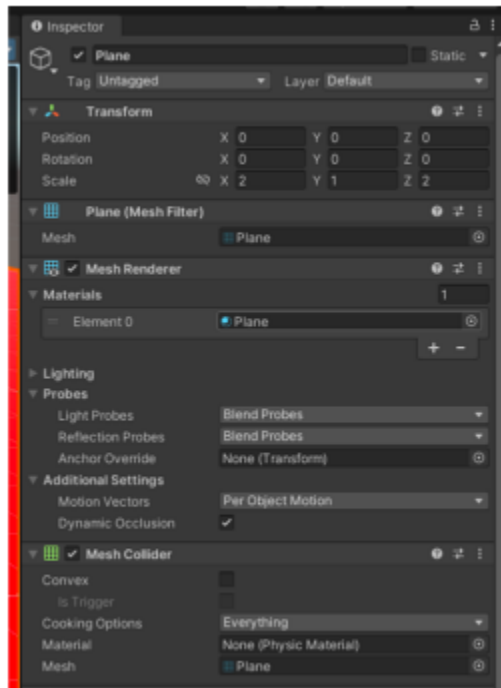 Inspector
Plane Static
Tag Untagged Layer Default
Transform
Position X 0 Y 0 Z 0
Rotation X 0 Y 0 Z 0
Scale X 2 Y 1 Z 2
Plane (Mesh Filter)
Mesh Plane
Mesh Renderer
Materials 1
Element 0 Plane
Lighting
Probes
Light Probes Blend Probes
Reflection Probes Blend Probes
Anchor Override None (Transform)
Additional Settings
Motion Vectors Per Object Motion
Dynamic Occlusion
Mesh Collider
Convex
Is Trigger
Cooking Options Everything
Material None (Physic Material)
Mesh Plane